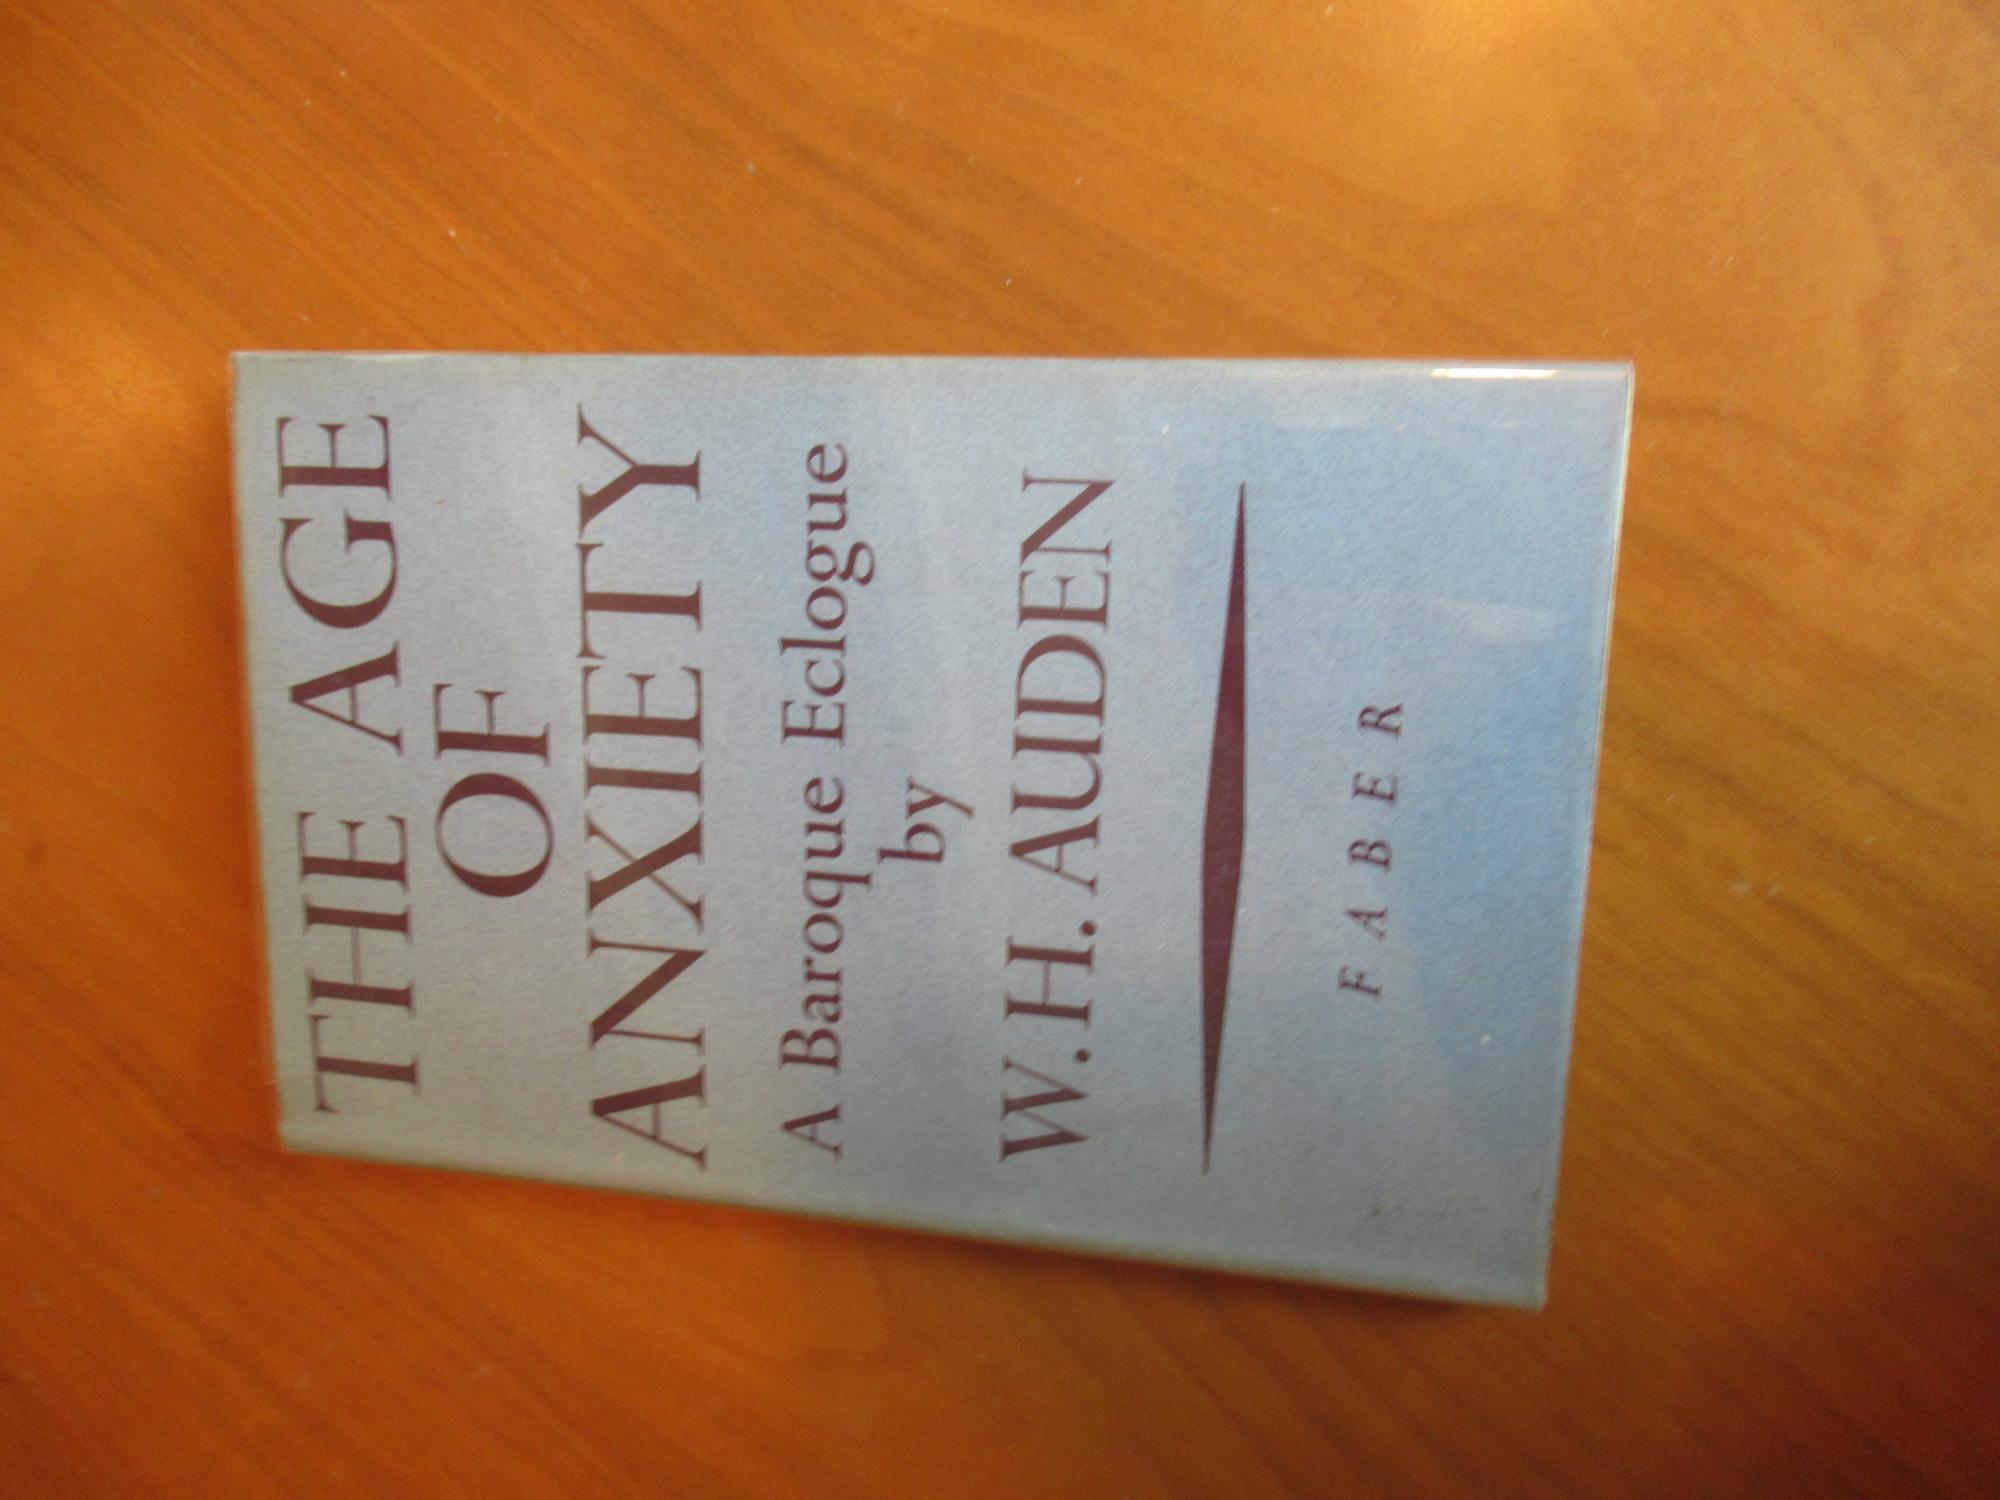 THE AGE
OF
ANXIETY
A Baroque Eclogue
by
W.H. AUDEN
FABER